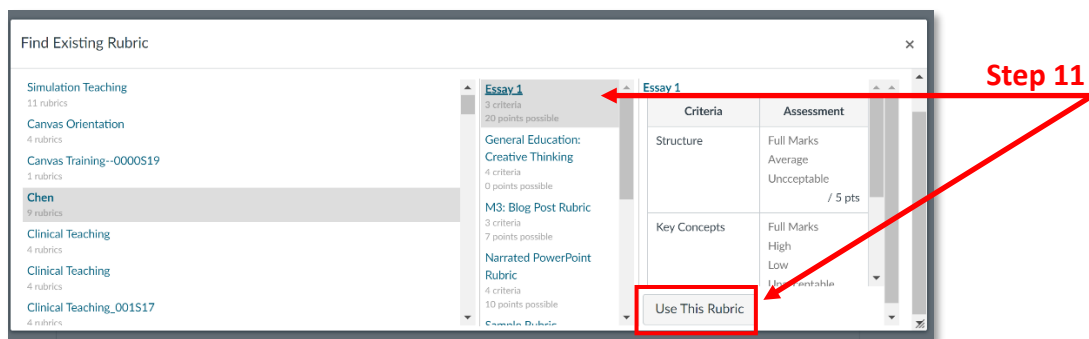 Find Existing Rubric
×
Step 11
Simulation Teaching
11 rubrics
Canvas Orientation
4 rubrics
Canvas Training--0000S19
1 rubrics
Chen
9 rubrics
Clinical Teaching
4 rubrics
Clinical Teaching
4 rubrics
Clinical Teaching_001S17
4 rubrics
Essay 1
3 criteria
20 points possible
General Education:
Creative Thinking
4 criteria
0 points possible
M3: Blog Post Rubric
3 criteria
7 points possible
Narrated PowerPoint
Rubric
4 criteria
10 points possible
Sample Rubric
Essay 1
Criteria Assessment
Structure Full Marks
Average
Uncceptable
/ 5 pts
Key Concepts Full Marks
High
Low
Unacceptable
Use This Rubric